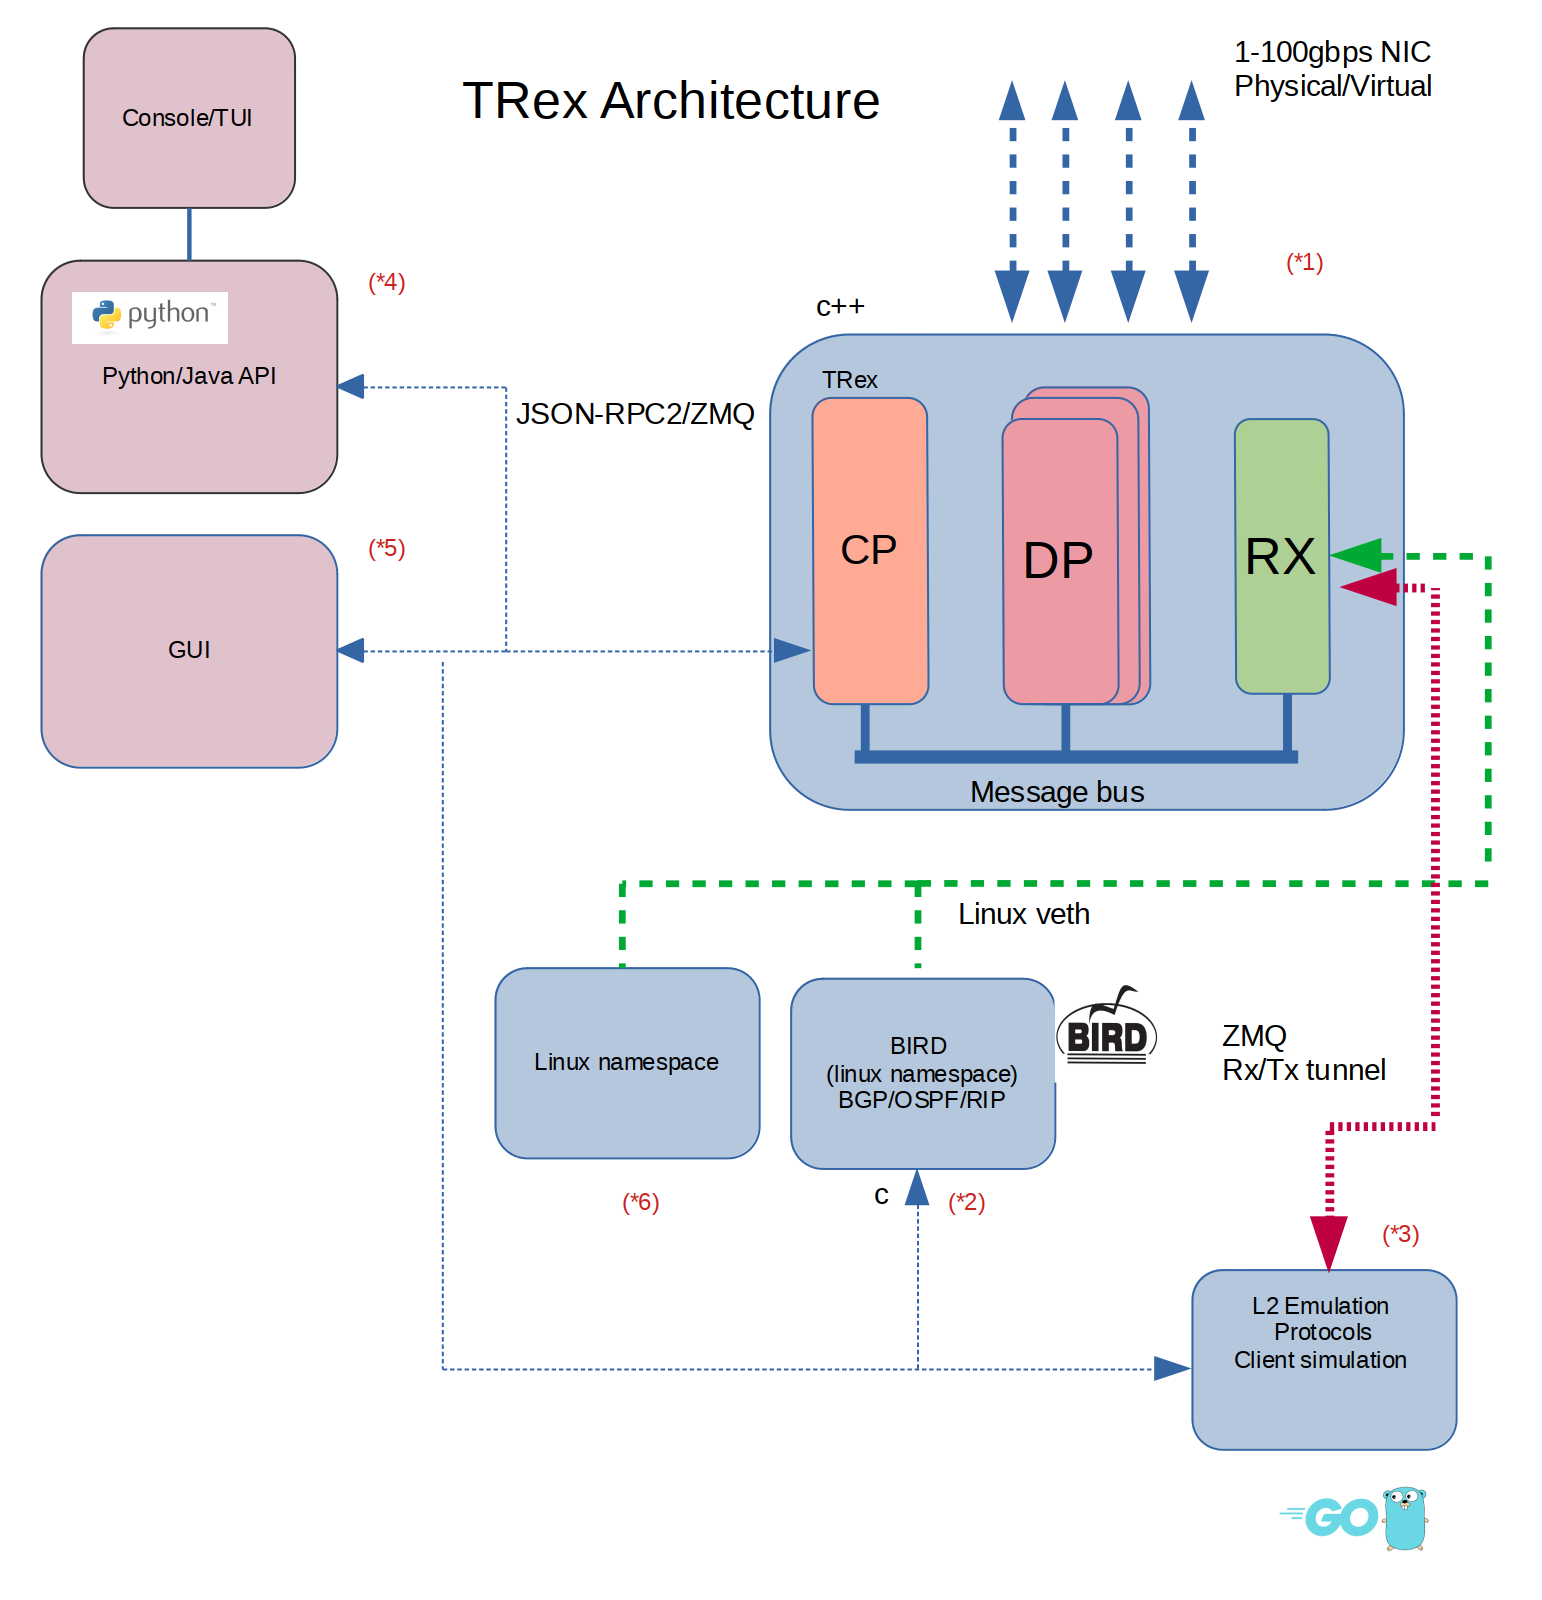 Console/TUI
TRex Architecture
1-100gbps NIC
Physical/Virtual
(*4)
(*1)
python™
c++
Python/Java API
TRex
JSON-RPC2/ZMQ
(*5)
CP
DP
RX
GUI
Message bus
Linux veth
Linux namespace
BIRD
(linux namespace)
BGP/OSPF/RIP
BIRD
ZMQ
Rx/Tx tunnel
(*6)
c
(*2)
(*3)
L2 Emulation
Protocols
Client simulation
GO